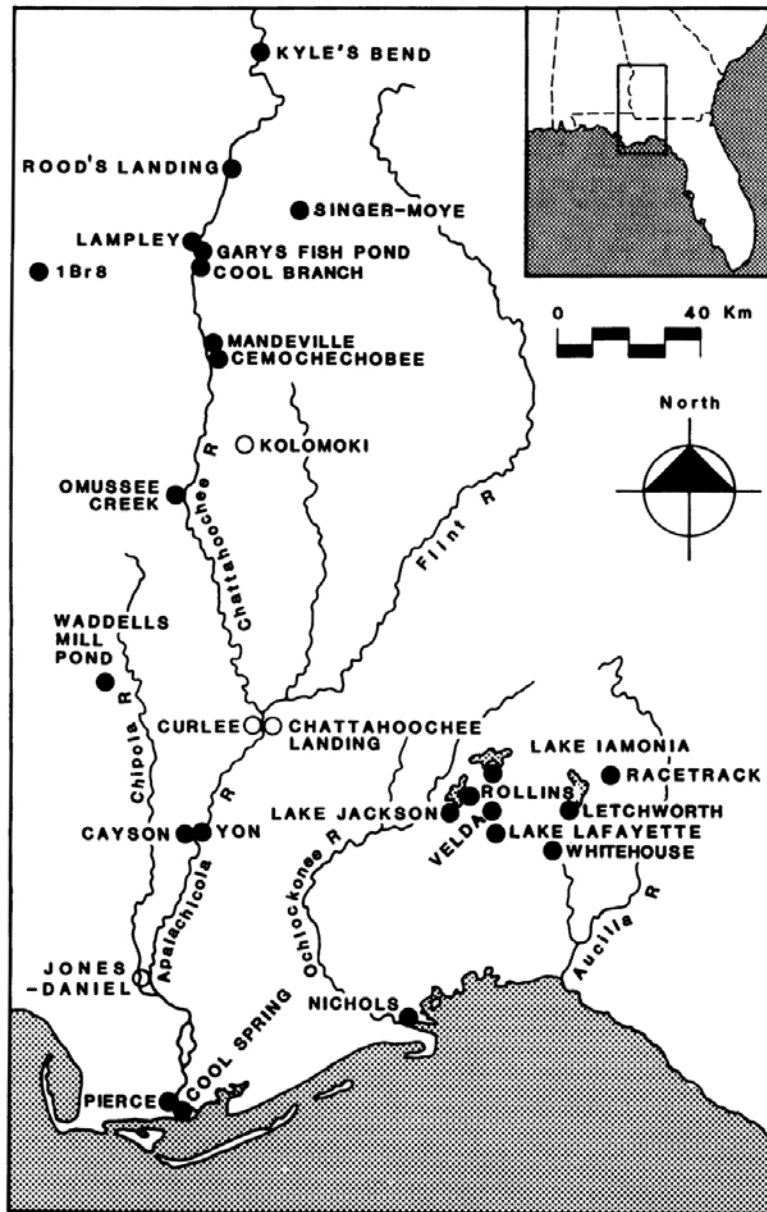 KYLE'S BEND
ROOD'S LANDING
SINGER-MOYE
LAMPLEY
GARYS FISH POND
COOL BRANCH
1Br8
0 40 Km
MANDEVILLE
CEMOCHECHOBEE
North
KOLOMOKI
OMUSSEE
CREEK
Chattahoochee R
Flint R
WADDELLS
MILL
POND
Chipola R
CURLEE
CHATTAHOOCHEE
LANDING
LAKE IAMONIA
RACETRACK
ROLLINS
LAKE JACKSON
LETCHWORTH
VELDA
LAKE LAFAYETTE
WHITEHOUSE
CAYSON
YON
Apalachicola R
Ochlockonee R
Aucilla R
JONES
-DANIEL
NICHOLS
COOL SPRING
PIERCE